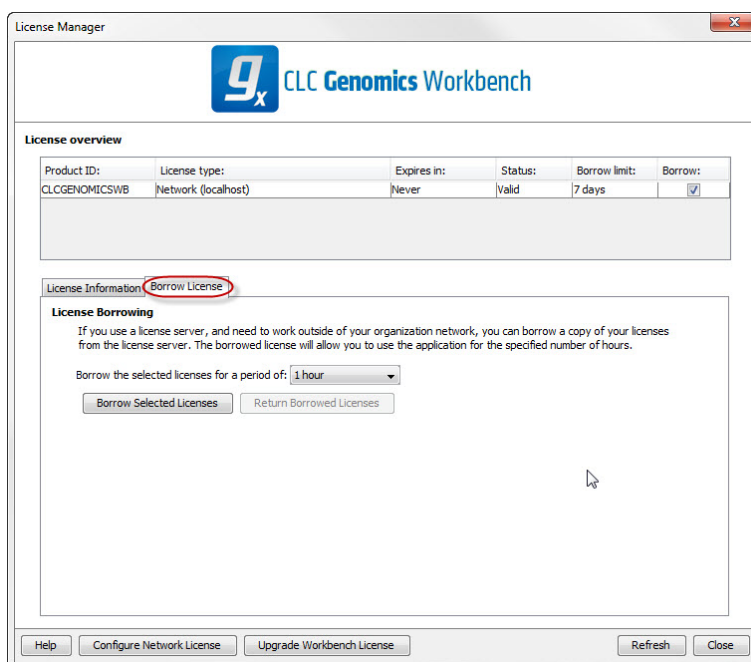 License Manager
x
gx CLC Genomics Workbench
License overview
Product ID: License type: Expires in: Status: Borrow limit: Borrow:
CLCGENOMICSWB Network (localhost) Never Valid 7 days
License Information Borrow License
License Borrowing
If you use a license server, and need to work outside of your organization network, you can borrow a copy of your licenses
from the license server. The borrowed license will allow you to use the application for the specified number of hours.
Borrow the selected licenses for a period of: 1 hour
Borrow Selected Licenses Return Borrowed Licenses
Help Configure Network License Upgrade Workbench License Refresh Close